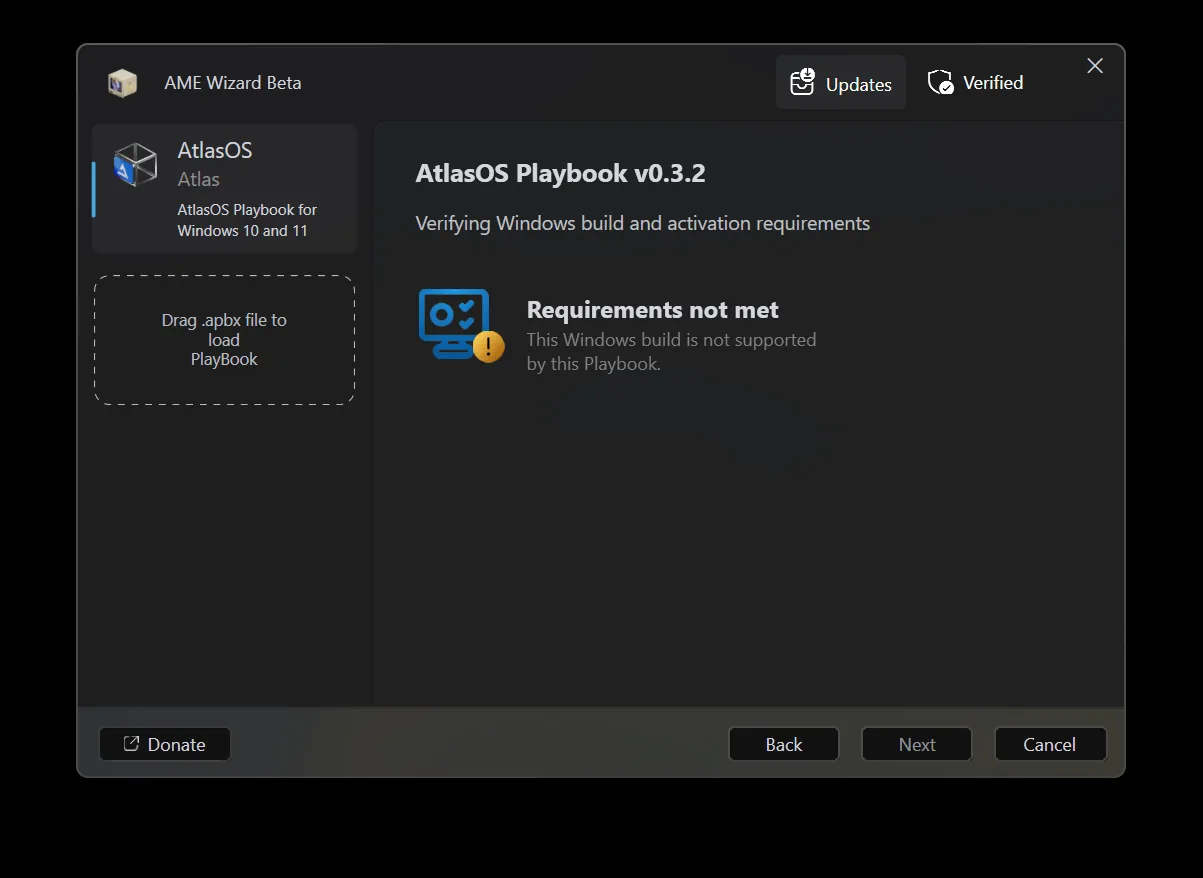 AME Wizard Beta
Updates
Verified
AtlasOS
Atlas
AtlasOS Playbook for
Windows 10 and 11
Drag .apbx file to
load
PlayBook
AtlasOS Playbook v0.3.2
Verifying Windows build and activation requirements
Requirements not met
This Windows build is not supported
by this Playbook.
Donate
Back
Next
Cancel